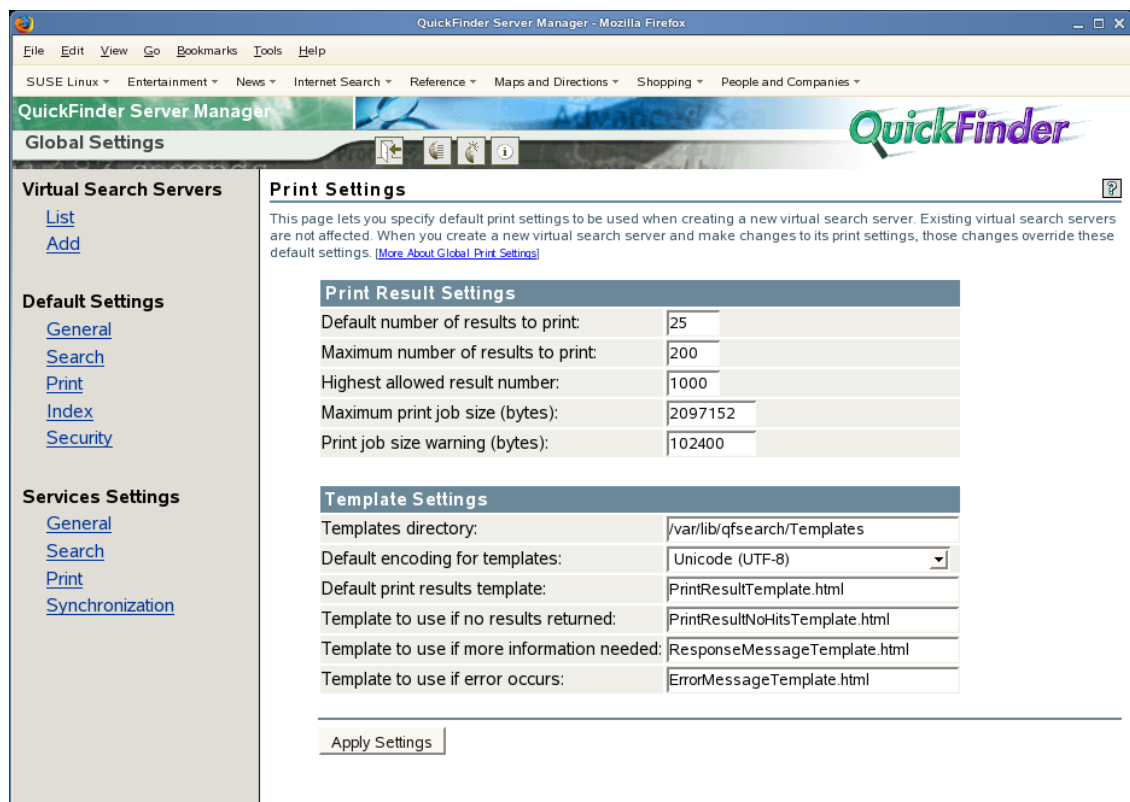 QuickFinder Server Manager - Mozilla Firefox
File Edit View Go Bookmarks Tools Help
SUSE Linux Entertainment News Internet Search Reference Maps and Directions Shopping People and Companies
QuickFinder Server Manager
Advanced Sea
QuickFinder
Global Settings
Virtual Search Servers
List
Add
Default Settings
General
Search
Print
Index
Security
Services Settings
General
Search
Print
Synchronization
Print Settings
?
This page lets you specify default print settings to be used when creating a new virtual search server. Existing virtual search servers
are not affected. When you create a new virtual search server and make changes to its print settings, those changes override these
default settings. [More About Global Print Settings]
Print Result Settings
Default number of results to print: 25
Maximum number of results to print: 200
Highest allowed result number: 1000
Maximum print job size (bytes): 2097152
Print job size warning (bytes): 102400
Template Settings
Templates directory: /var/lib/qfsearch/Templates
Default encoding for templates: Unicode (UTF-8)
Default print results template: PrintResultTemplate.html
Template to use if no results returned: PrintResultNoHitsTemplate.html
Template to use if more information needed: ResponseMessageTemplate.html
Template to use if error occurs: ErrorMessageTemplate.html
Apply Settings